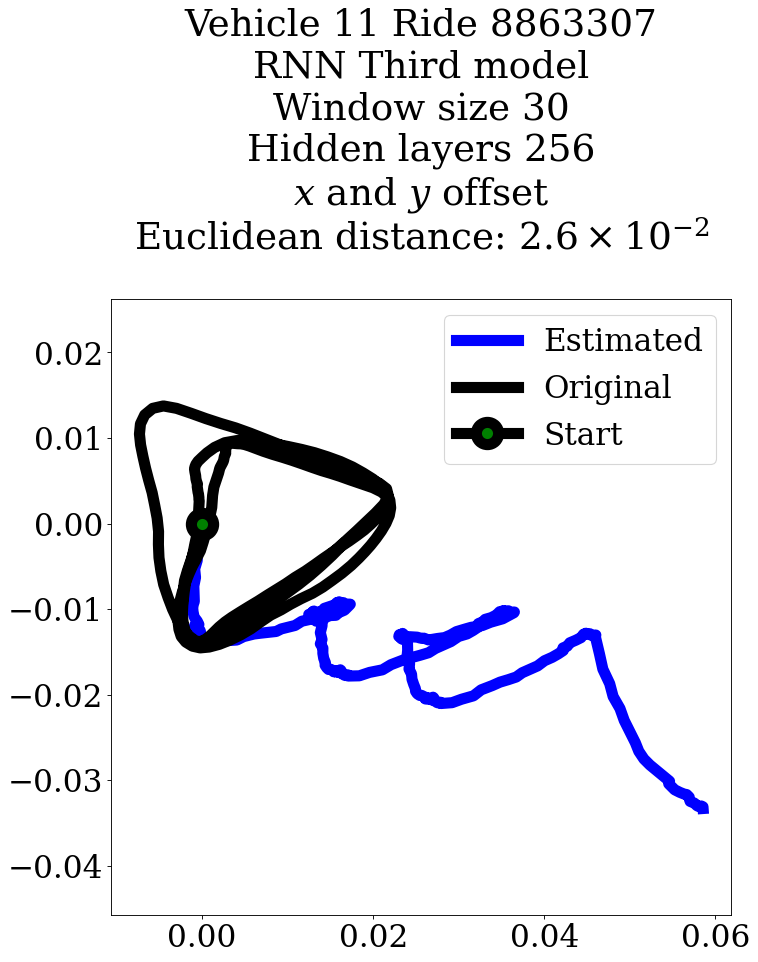 Vehicle 11 Ride 8863307
RNN Third model
Window size 30
Hidden layers 256
x and y offset
Euclidean distance: 2.6 × 10⁻²
Estimated
Original
Start
0.02
0.01
0.00
−0.01
−0.02
−0.03
−0.04
0.00 0.02 0.04 0.06